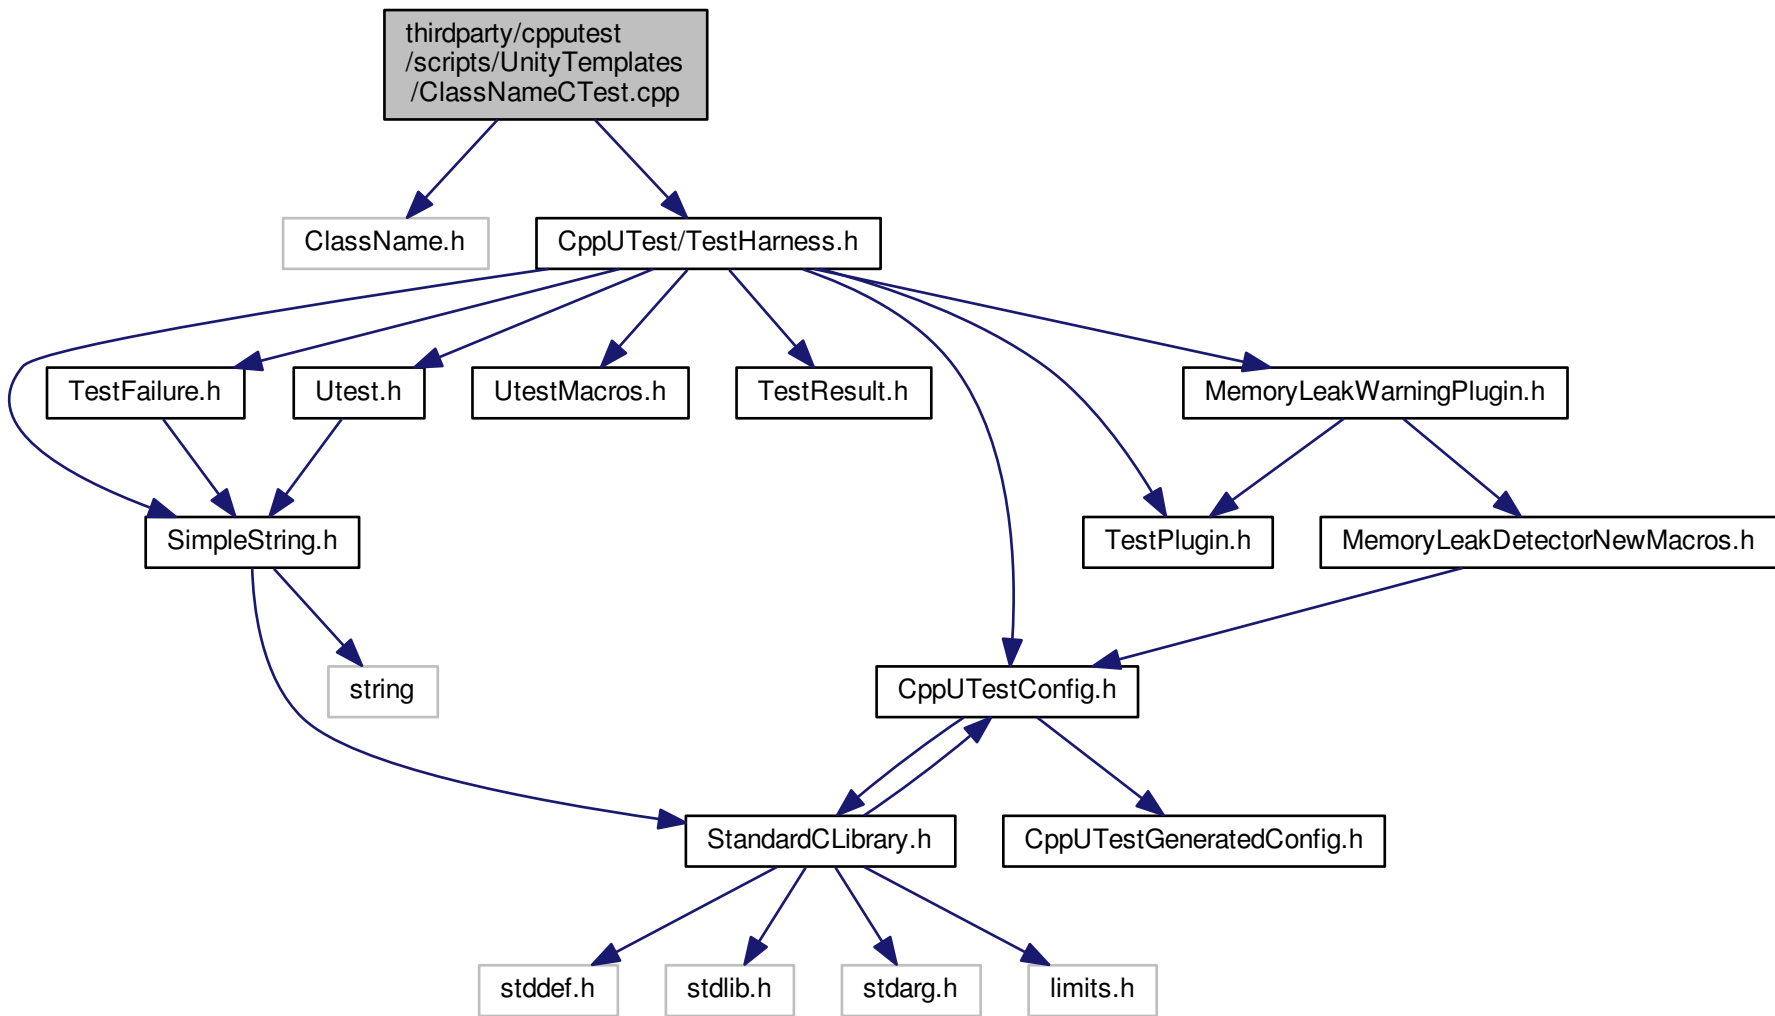 thirdparty/cpputest
/scripts/UnityTemplates
/ClassNameCTest.cpp
ClassName.h
CppUTest/TestHarness.h
TestFailure.h
Utest.h
UtestMacros.h
TestResult.h
MemoryLeakWarningPlugin.h
SimpleString.h
TestPlugin.h
MemoryLeakDetectorNewMacros.h
string
CppUTestConfig.h
StandardCLibrary.h
CppUTestGeneratedConfig.h
stddef.h
stdlib.h
stdarg.h
limits.h